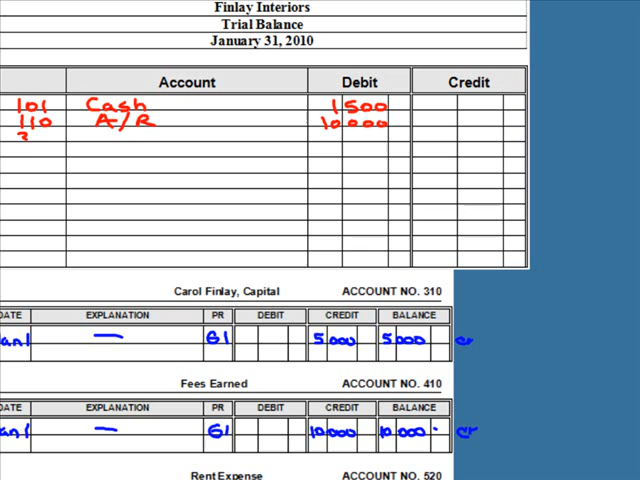 Finlay Interiors
Trial Balance
January 31, 2010
Account Debit Credit
101 Cash 1500
110 A/R 10000
Carol Finlay, Capital ACCOUNT NO. 310
DATE EXPLANATION PR DEBIT CREDIT BALANCE
an1 — G1 5000 5000 cr
Fees Earned ACCOUNT NO. 410
DATE EXPLANATION PR DEBIT CREDIT BALANCE
an1 — G1 10000 10000 cr
Rent Expense ACCOUNT NO. 520